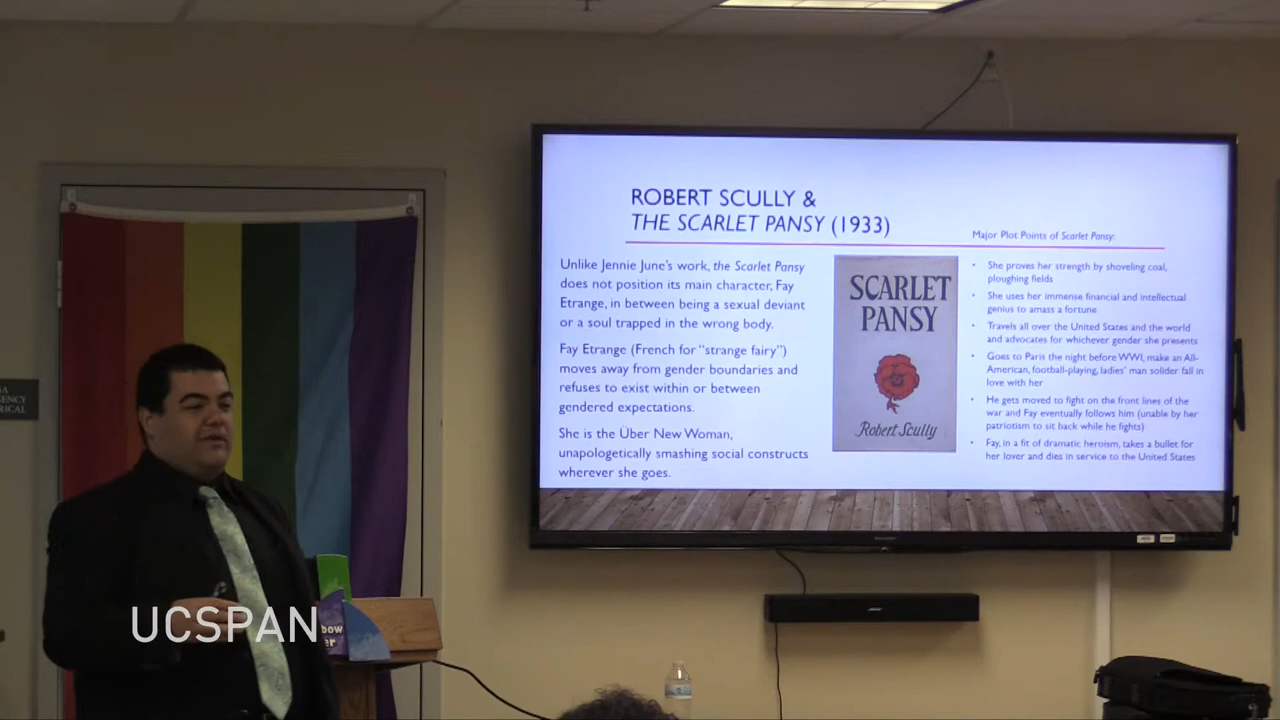 ROBERT SCULLY &
THE SCARLET PANSY (1933)
Unlike Jennie June's work, the Scarlet Pansy
does not position its main character, Fay
Etrange, in between being a sexual deviant
or a soul trapped in the wrong body.
Fay Etrange (French for "strange fairy")
moves away from gender boundaries and
refuses to exist within or between
gendered expectations.
She is the Über New Woman,
unapologetically smashing social constructs
wherever she goes.
SCARLET
PANSY
Robert Scully
Major Plot Points of Scarlet Pansy:
• She proves her strength by shoveling coal,
ploughing fields
• She uses her immense financial and intellectual
genius to amass a fortune
• Travels all over the United States and the world
and advocates for whichever gender she presents
• Goes to Paris the night before WWI, make an All-
American, football-playing, ladies' man solider fall in
love with her
• He gets moved to fight on the front lines of the
war and Fay eventually follows him (unable by her
patriotism to sit back while he fights)
• Fay, in a fit of dramatic heroism, takes a bullet for
her lover and dies in service to the United States
BOSE
UCSPAN
bow
er